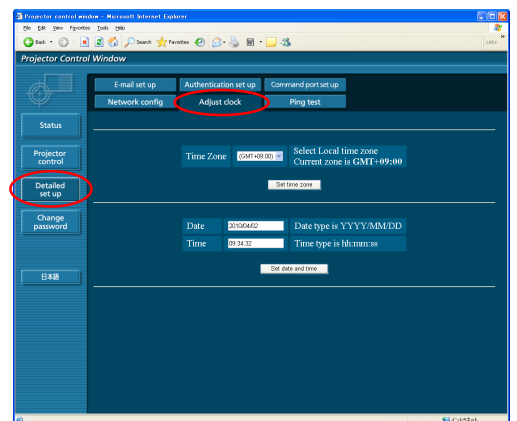 Projector control window - Microsoft Internet Explorer
File Edit View Favorites Tools Help
Back Search Favorites Links
Projector Control Window
E-mail set up Authentication set up Command port set up
Network config Adjust clock Ping test
Status
Projector control
Detailed set up
Change password
日本語
Time Zone (GMT+09:00) Select Local time zone
Current zone is GMT+09:00
Set time zone
Date 2010/04/02 Date type is YYYY/MM/DD
Time 09:34:32 Time type is hh:mm:ss
Set date and time